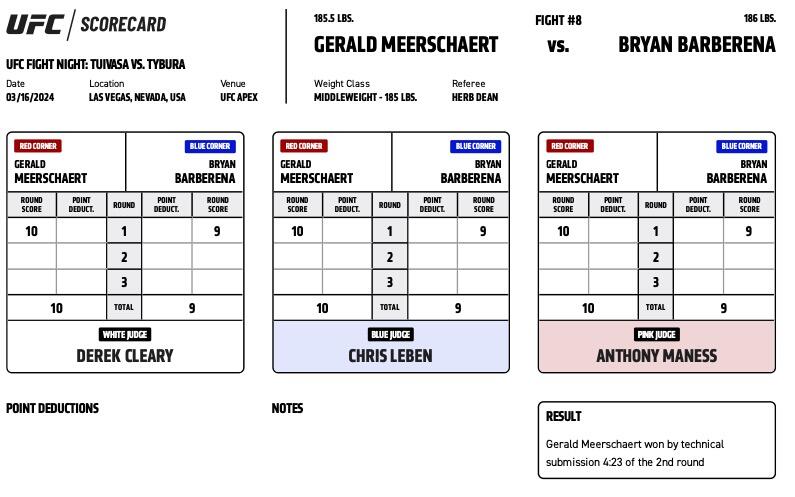 UFC / SCORECARD
UFC FIGHT NIGHT: TUIVASA VS. TYBURA
Date Location Venue
03/16/2024 LAS VEGAS, NEVADA, USA UFC APEX
185.5 LBS. FIGHT #8 186 LBS.
GERALD MEERSCHAERT vs. BRYAN BARBERENA
Weight Class Referee
MIDDLEWEIGHT - 185 LBS. HERB DEAN
RED CORNER BLUE CORNER
GERALD BRYAN
MEERSCHAERT BARBERENA
ROUND SCORE POINT DEDUCT. ROUND POINT DEDUCT. ROUND SCORE
10 1 9
2
3
10 TOTAL 9
WHITE JUDGE
DEREK CLEARY
RED CORNER BLUE CORNER
GERALD BRYAN
MEERSCHAERT BARBERENA
ROUND SCORE POINT DEDUCT. ROUND POINT DEDUCT. ROUND SCORE
10 1 9
2
3
10 TOTAL 9
BLUE JUDGE
CHRIS LEBEN
RED CORNER BLUE CORNER
GERALD BRYAN
MEERSCHAERT BARBERENA
ROUND SCORE POINT DEDUCT. ROUND POINT DEDUCT. ROUND SCORE
10 1 9
2
3
10 TOTAL 9
PINK JUDGE
ANTHONY MANESS
POINT DEDUCTIONS
NOTES
RESULT
Gerald Meerschaert won by technical
submission 4:23 of the 2nd round